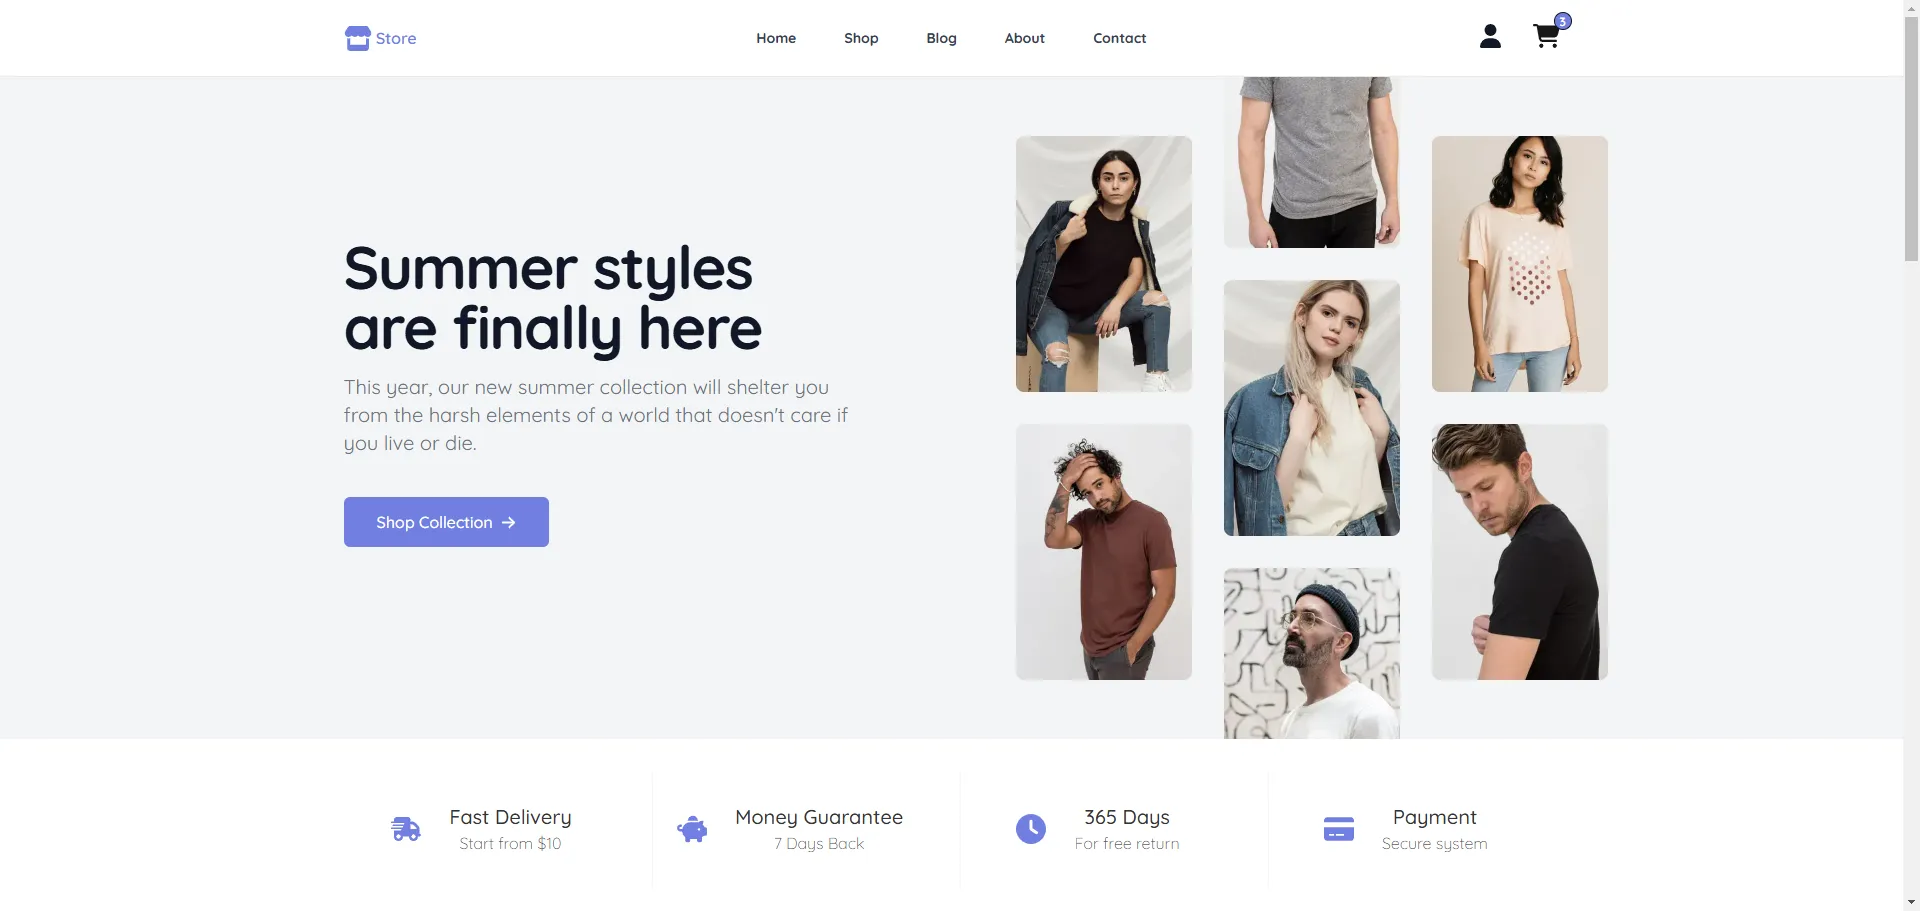 Store
Home
Shop
Blog
About
Contact
3
Summer styles
are finally here
This year, our new summer collection will shelter you
from the harsh elements of a world that doesn't care if
you live or die.
Shop Collection
Fast Delivery
Start from $10
Money Guarantee
7 Days Back
365 Days
For free return
Payment
Secure system